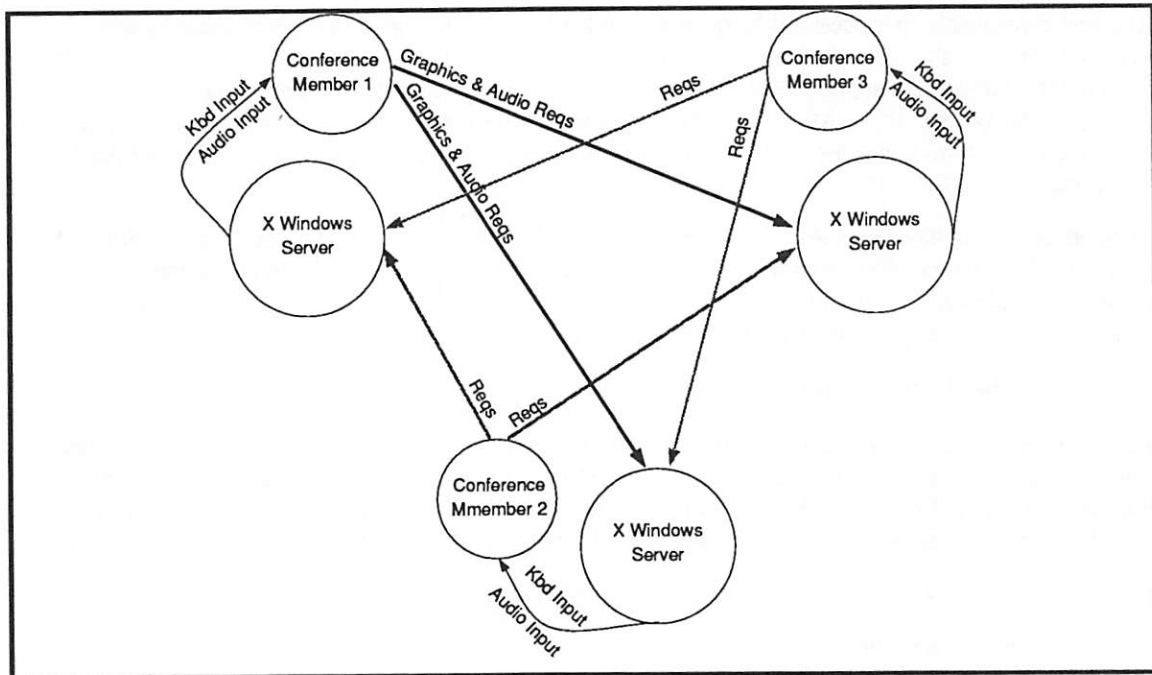 Conference
Member 1
Graphics & Audio Reqs
Graphics & Audio Reqs
Kbd Input
Audio Input
X Windows
Server
Reqs
Reqs
Conference
Member 3
Kbd Input
Audio Input
X Windows
Server
Reqs
Reqs
Conference
Mmember 2
X Windows
Server
Kbd Input
Audio Input